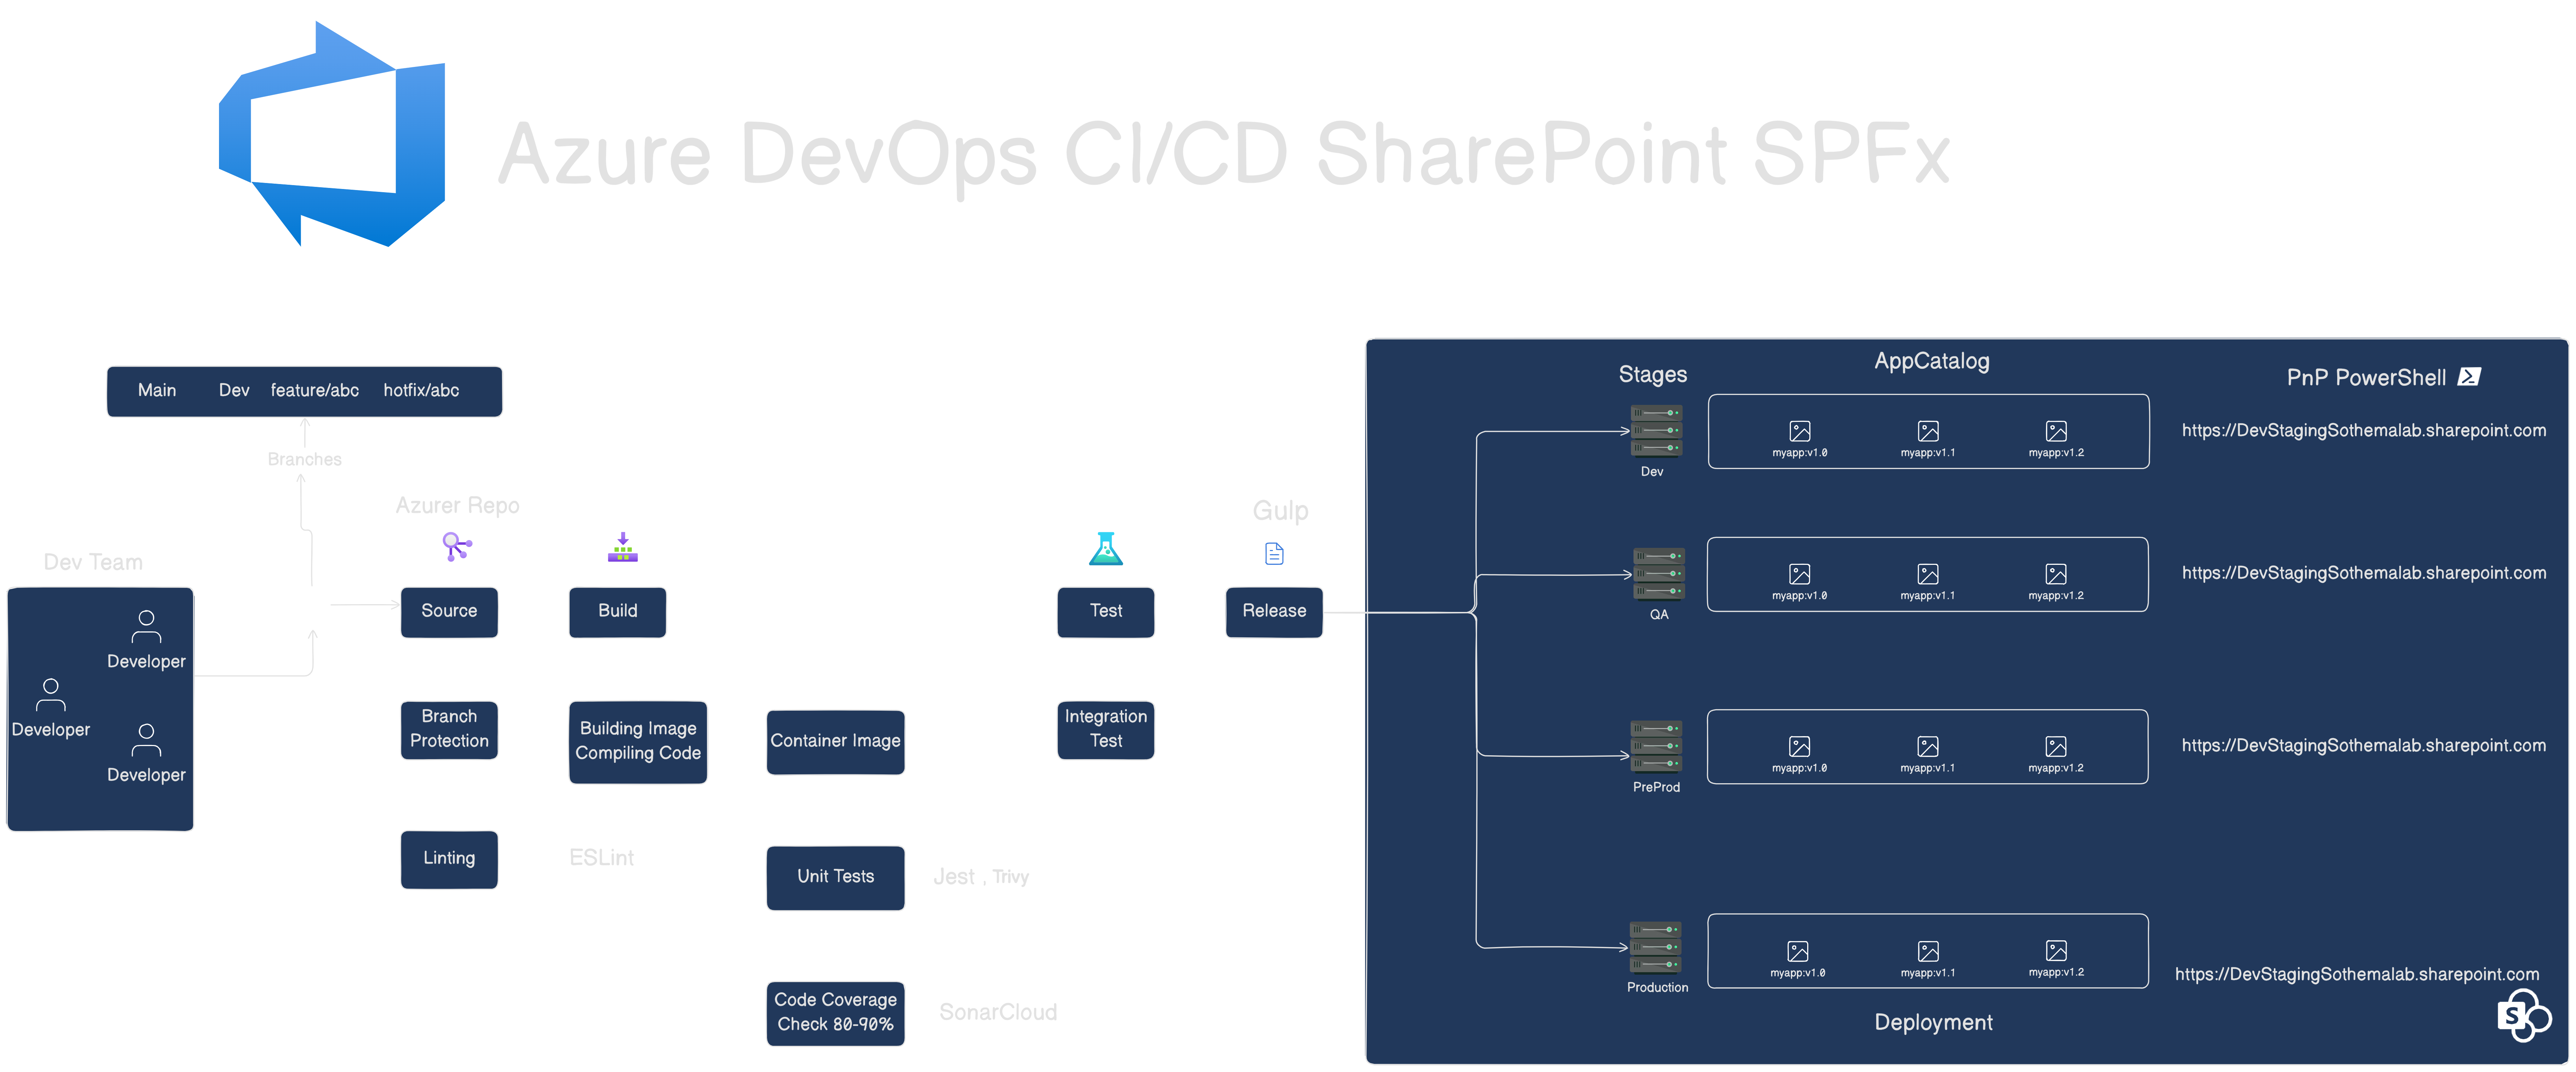 Azure DevOps CI/CD SharePoint SPFx
Main
Dev
feature/abc
hotfix/abc
Branches
Dev Team
Developer
Developer
Developer
Azurer Repo
Source
Branch
Protection
Linting
ESLint
Build
Building Image
Compiling Code
Container Image
Unit Tests
Jest , Trivy
Code Coverage
Check 80-90%
SonarCloud
Test
Integration
Test
Gulp
Release
Stages
AppCatalog
PnP PowerShell
Dev
myapp:v1.0
myapp:v1.1
myapp:v1.2
https://DevStagingSothemalab.sharepoint.com
QA
myapp:v1.0
myapp:v1.1
myapp:v1.2
https://DevStagingSothemalab.sharepoint.com
PreProd
myapp:v1.0
myapp:v1.1
myapp:v1.2
https://DevStagingSothemalab.sharepoint.com
Production
myapp:v1.0
myapp:v1.1
myapp:v1.2
https://DevStagingSothemalab.sharepoint.com
Deployment
S